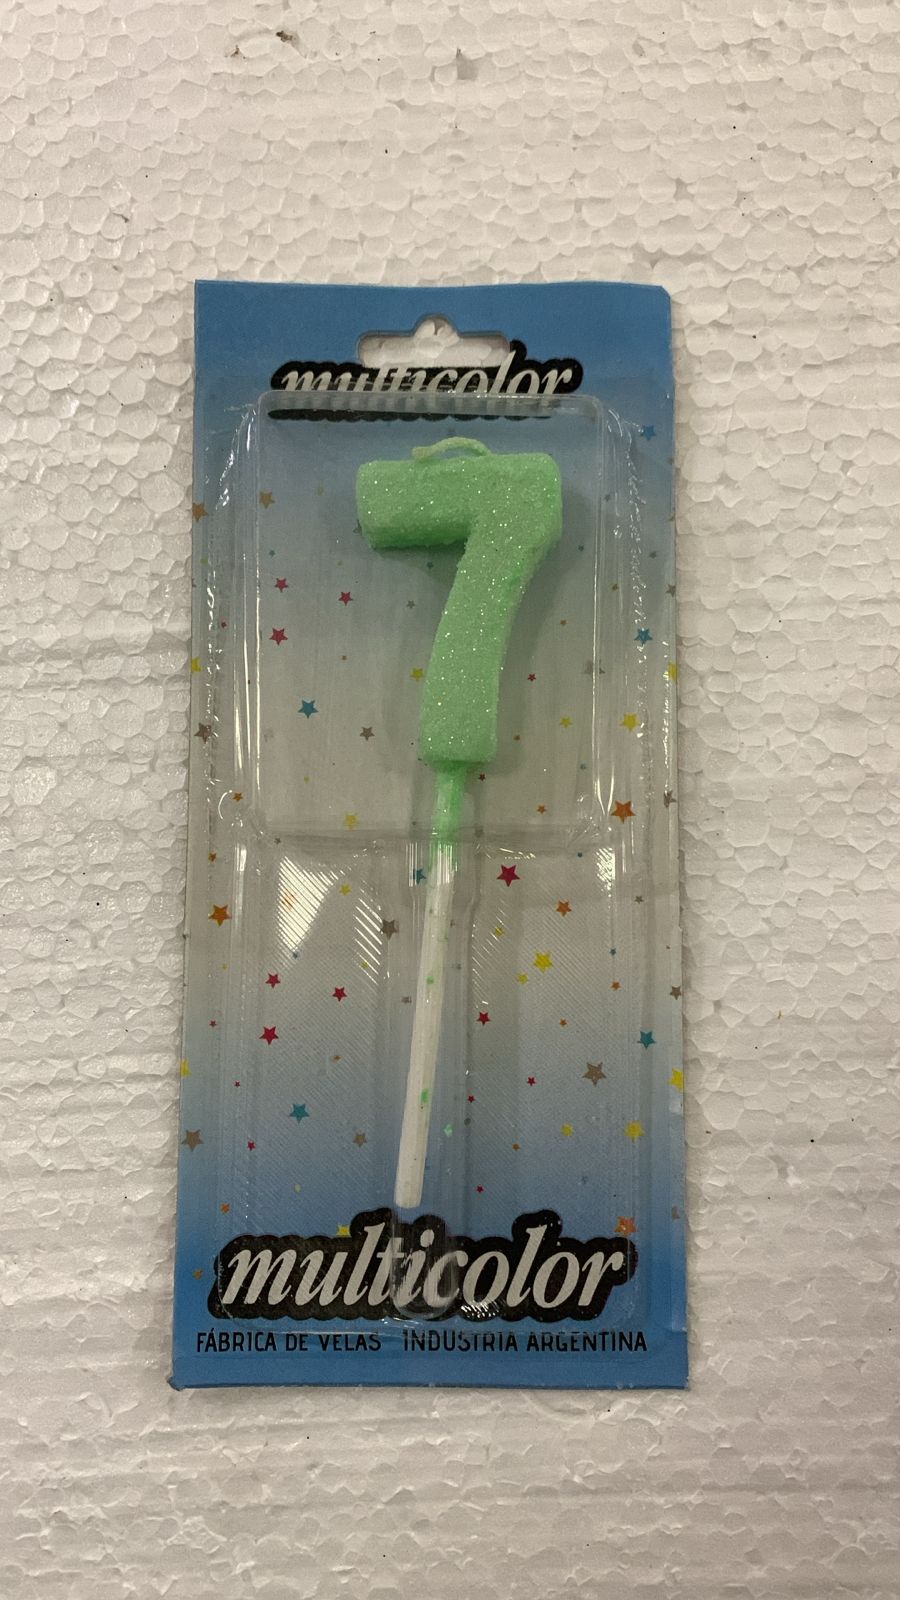 multicolor
7
multicolor
FÁBRICA DE VELAS INDUSTRIA ARGENTINA